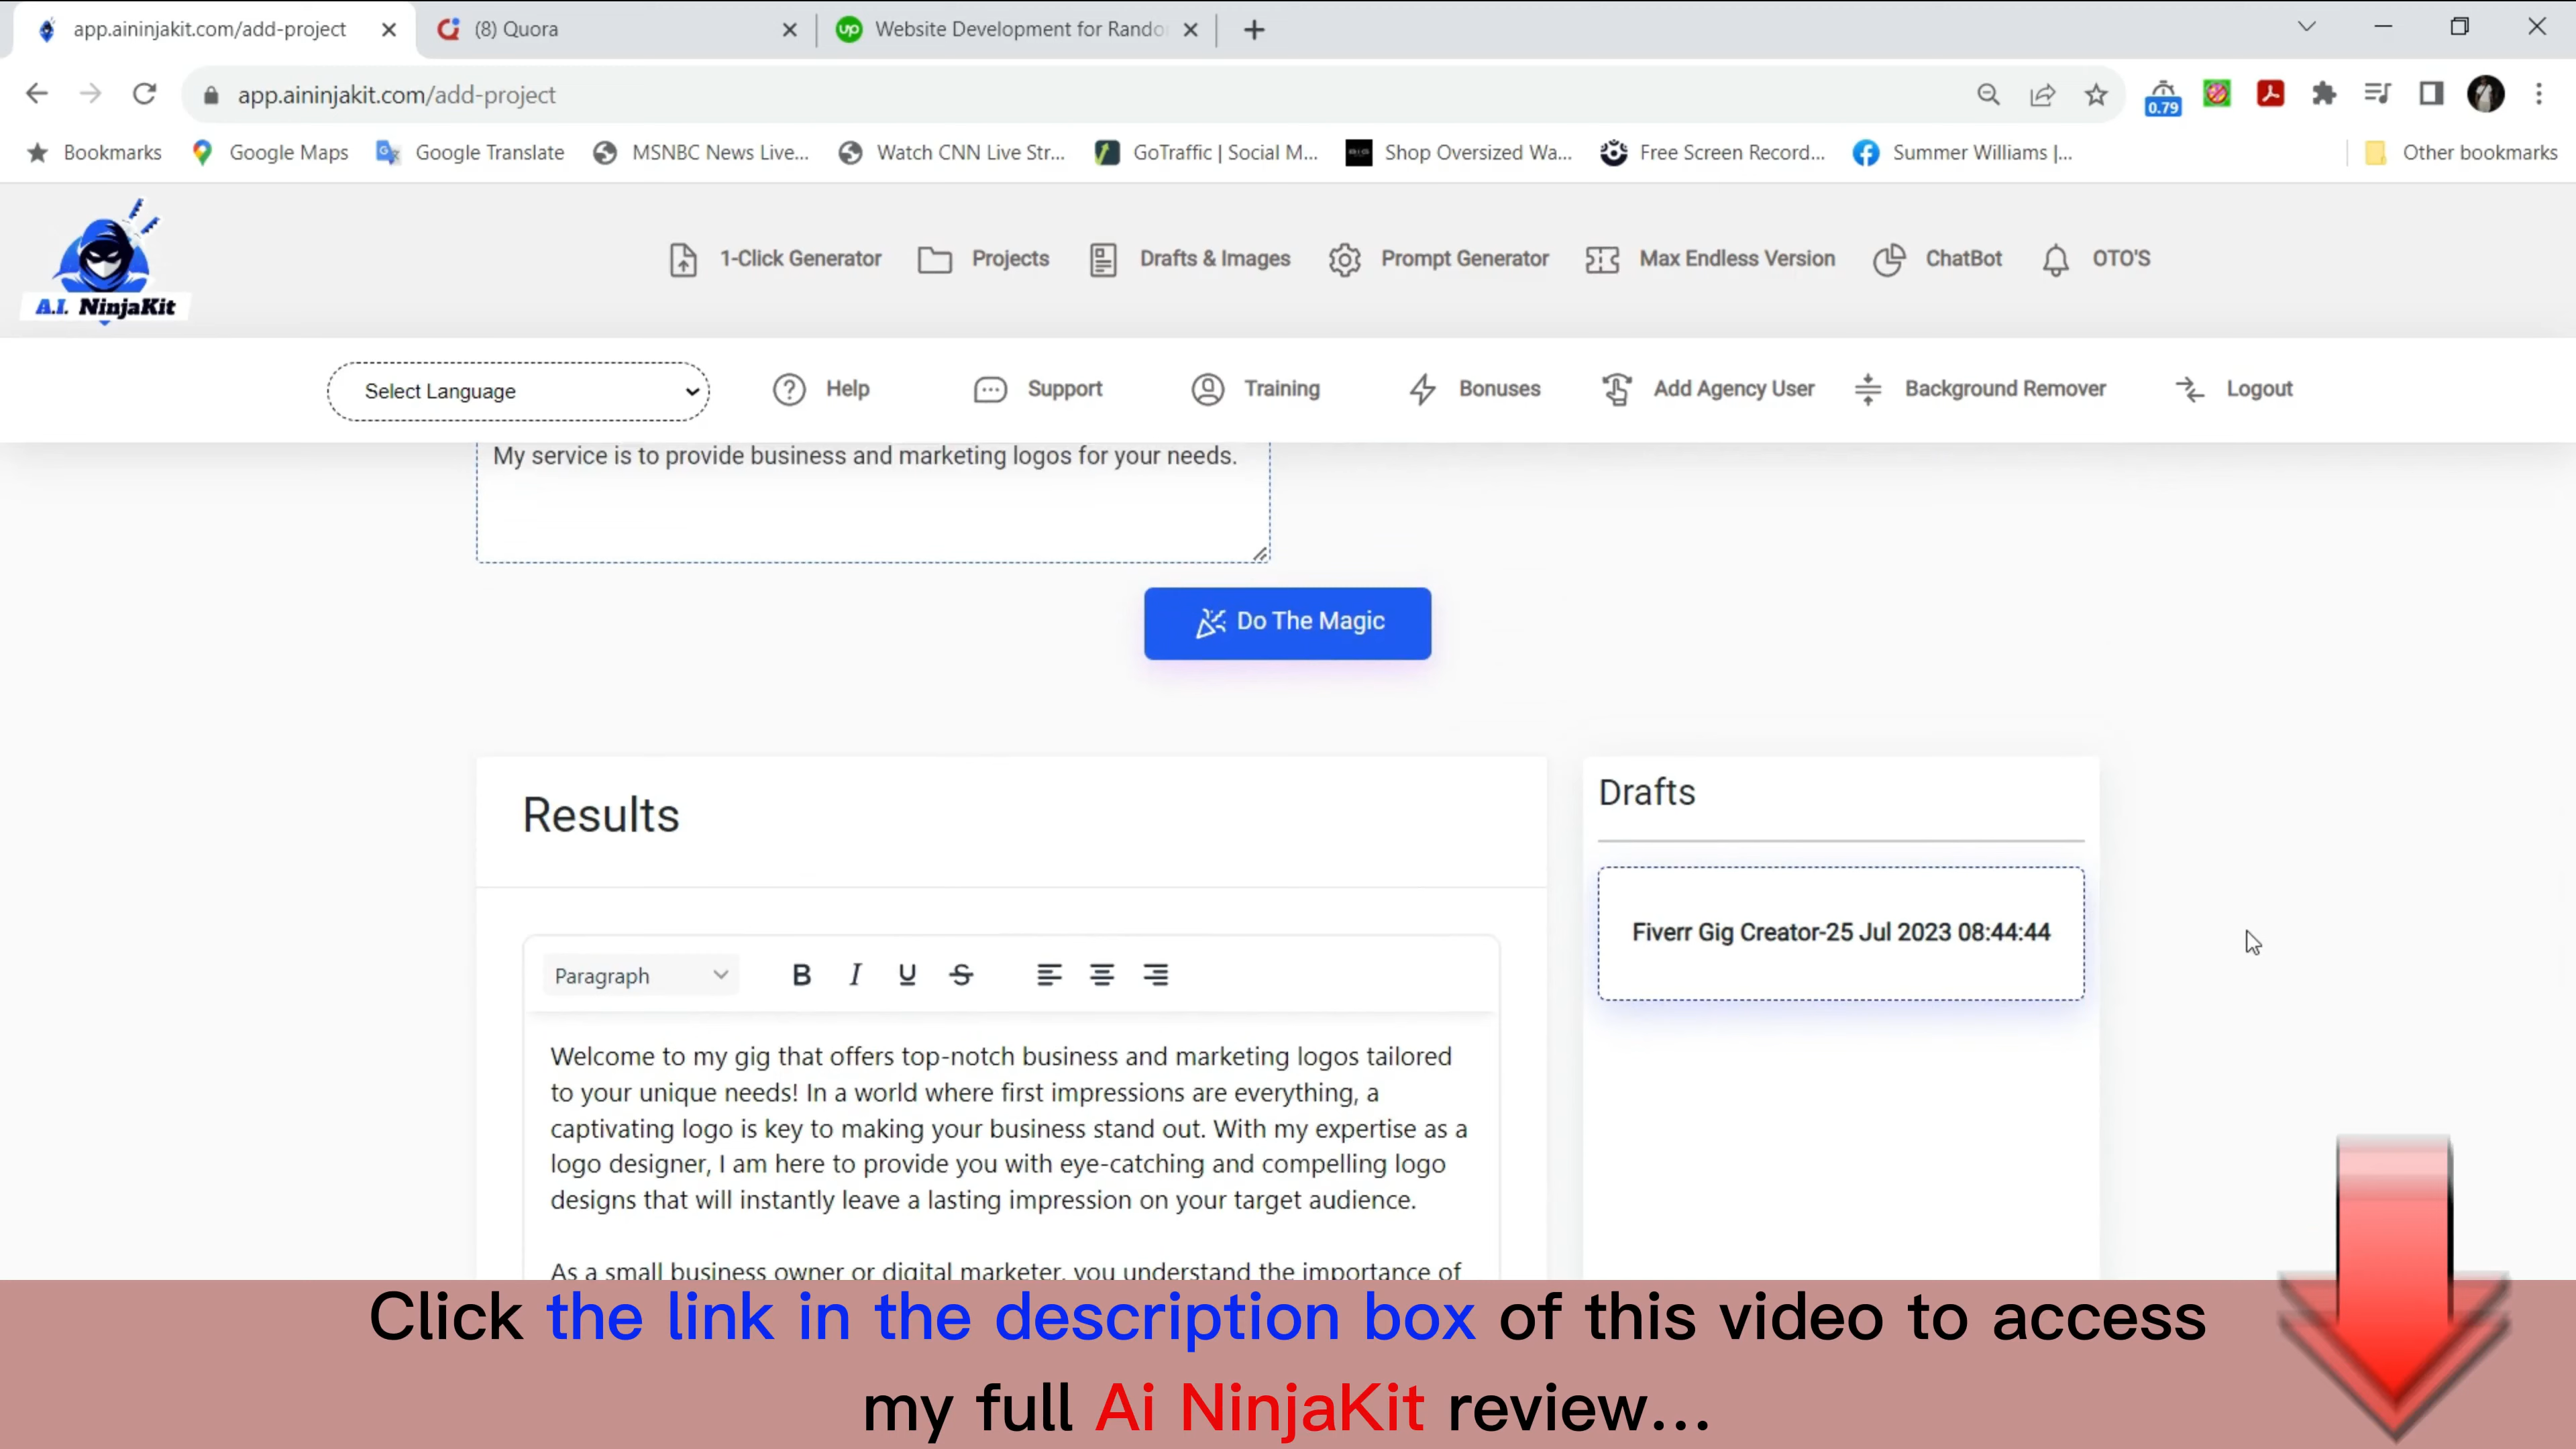 app.aininjakit.com/add-project
(8) Quora
up Website Development for Rando
app.aininjakit.com/add-project
0.79
Bookmarks
Google Maps
Google Translate
MSNBC News Live...
Watch CNN Live Str...
GoTraffic | Social M...
Shop Oversized Wa...
Free Screen Record...
Summer Williams |...
Other bookmarks
A.I. NinjaKit
1-Click Generator
Projects
Drafts & Images
Prompt Generator
Max Endless Version
ChatBot
OTO'S
Select Language
Help
Support
Training
Bonuses
Add Agency User
Background Remover
Logout
My service is to provide business and marketing logos for your needs.
Do The Magic
Results
Drafts
Fiverr Gig Creator-25 Jul 2023 08:44:44
Paragraph B I U S
Welcome to my gig that offers top-notch business and marketing logos tailored
to your unique needs! In a world where first impressions are everything, a
captivating logo is key to making your business stand out. With my expertise as a
logo designer, I am here to provide you with eye-catching and compelling logo
designs that will instantly leave a lasting impression on your target audience.
As a small business owner or digital marketer, you understand the importance of
Click the link in the description box of this video to access
my full Ai NinjaKit review...